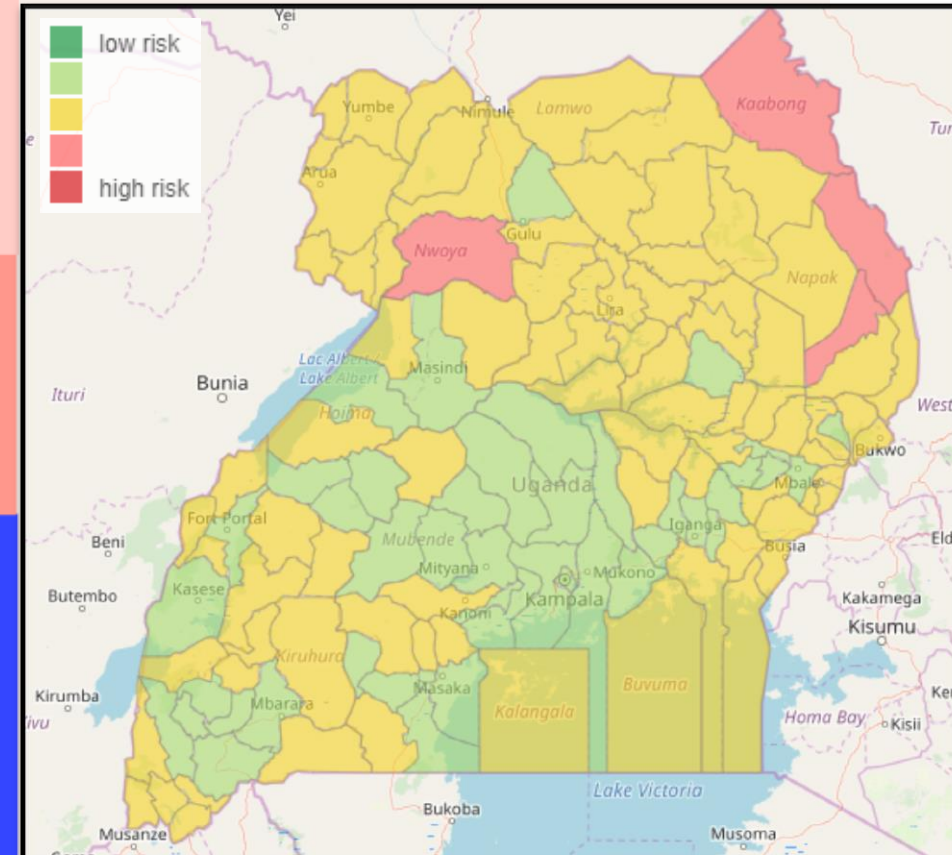 Yei
low risk
high risk
Kaabong
Yumbe
Nimule
Lamwo
Tur
Arua
Gulu
Nwoya
Napak
Lira
Lac Albert /
Lake Albert
Masindi
Bunia
Ituri
Hoima
West
Bukwo
Uganda
Mbale
Fort Portal
Iganga
Beni
Mubende
Busia
Eld
Mityana
Mukono
Butembo
Kasese
Kampala
Kakamega
Kanoni
Kisumu
Kiruhura
Kirumba
Masaka
Buvuma
Ken
Mbarara
Kalangala
Homa Bay
Kisii
ivu
Lake Victoria
Bukoba
Musanze
Musoma